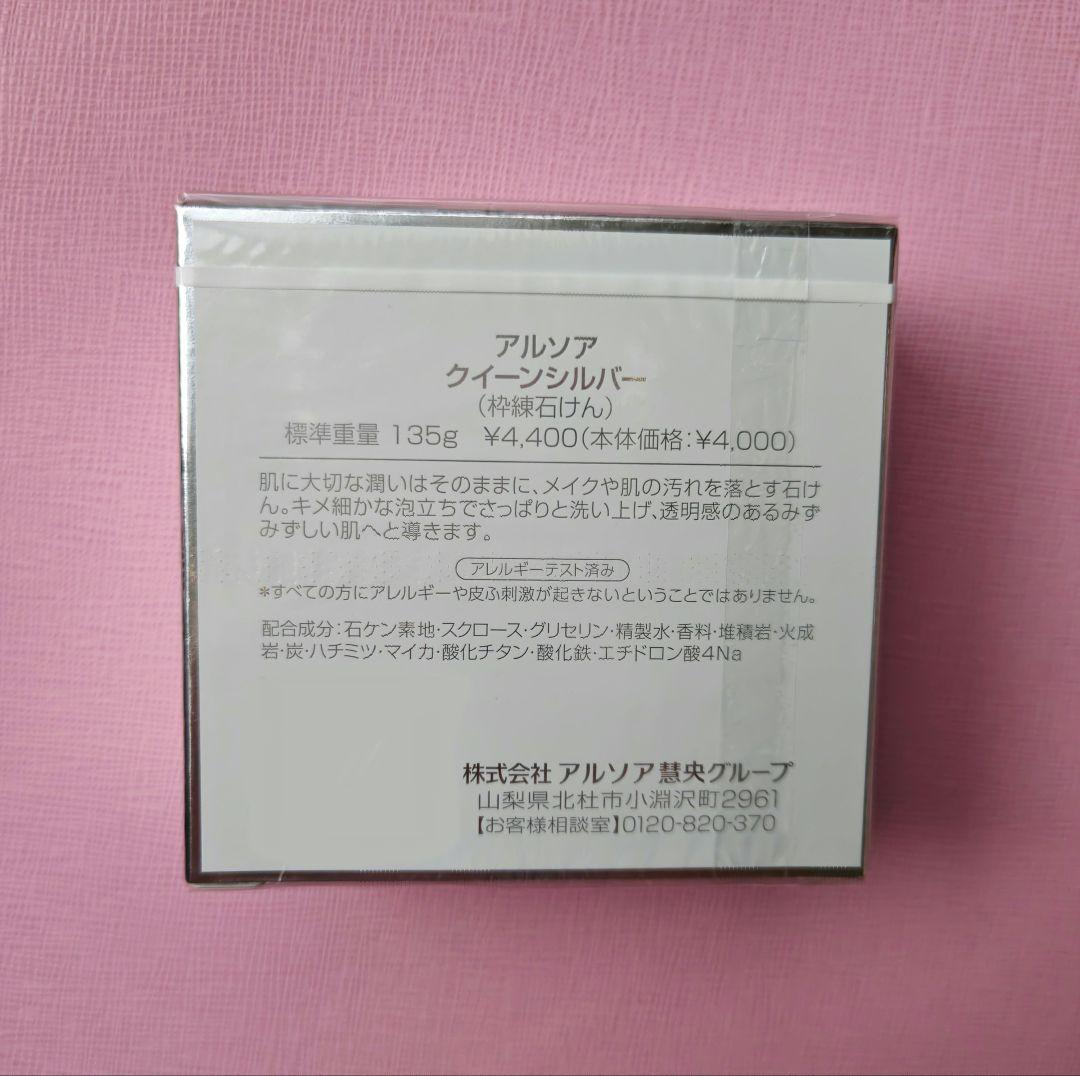 アルソア
クイーンシルバー
（枠練石けん）
標準重量 135g ¥4,400（本体価格：¥4,000）
肌に大切な潤いはそのままに、メイクや肌の汚れを落とす石け
ん。キメ細かな泡立ちでさっぱりと洗い上げ、透明感のあるみず
みずしい肌へと導きます。
アレルギーテスト済み
＊すべての方にアレルギーや皮ふ刺激が起きないということではありません。
配合成分：石ケン素地・スクロース・グリセリン・精製水・香料・堆積岩・火成
岩・炭・ハチミツ・マイカ・酸化チタン・酸化鉄・エチドロン酸4Na
株式会社 アルソア慧央グループ
山梨県北杜市小淵沢町2961
【お客様相談室】0120-820-370